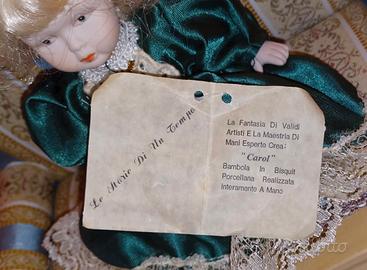 Le Storie Di Un Tempo
La Fantasia Di Validi
Artisti E La Maestria Di
Mani Esperte Crea:
"Carol"
Bambola In Bisquit
Porcellana Realizzata
Interamente A Mano